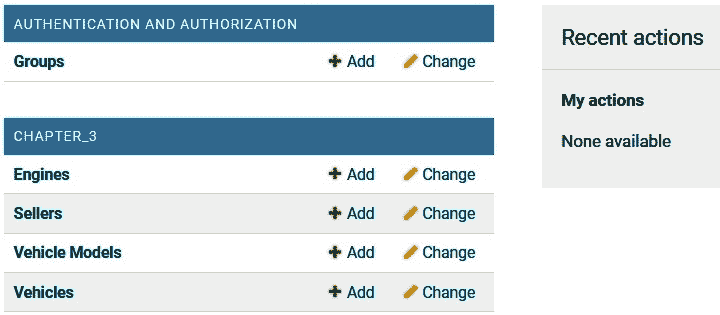 AUTHENTICATION AND AUTHORIZATION
Groups Add Change
CHAPTER_3
Engines Add Change
Sellers Add Change
Vehicle Models Add Change
Vehicles Add Change
Recent actions
My actions
None available